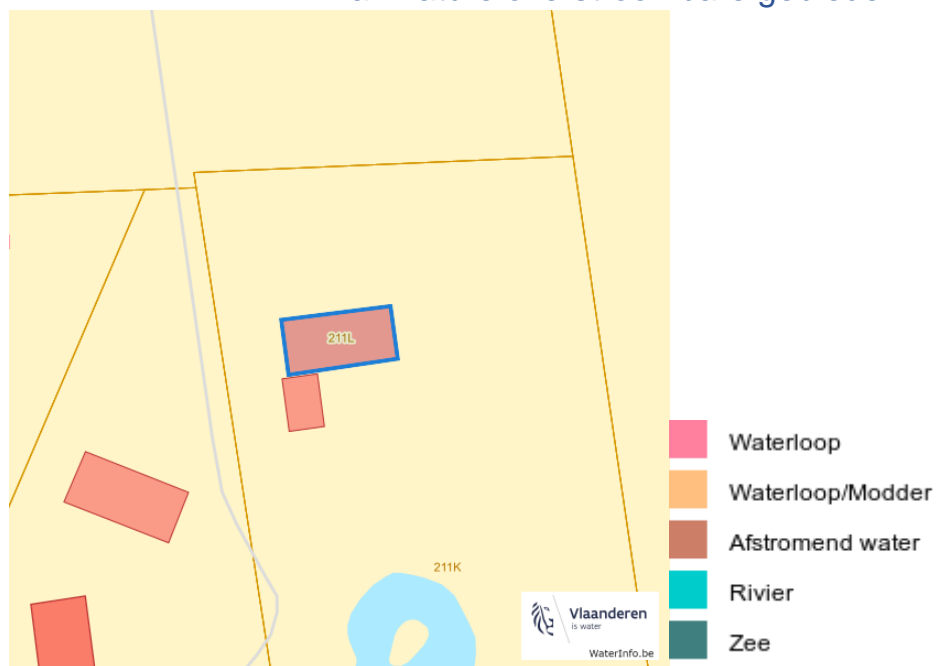 211L
211K
Vlaanderen
is water
WaterInfo.be
Waterloop
Waterloop/Modder
Afstromend water
Rivier
Zee